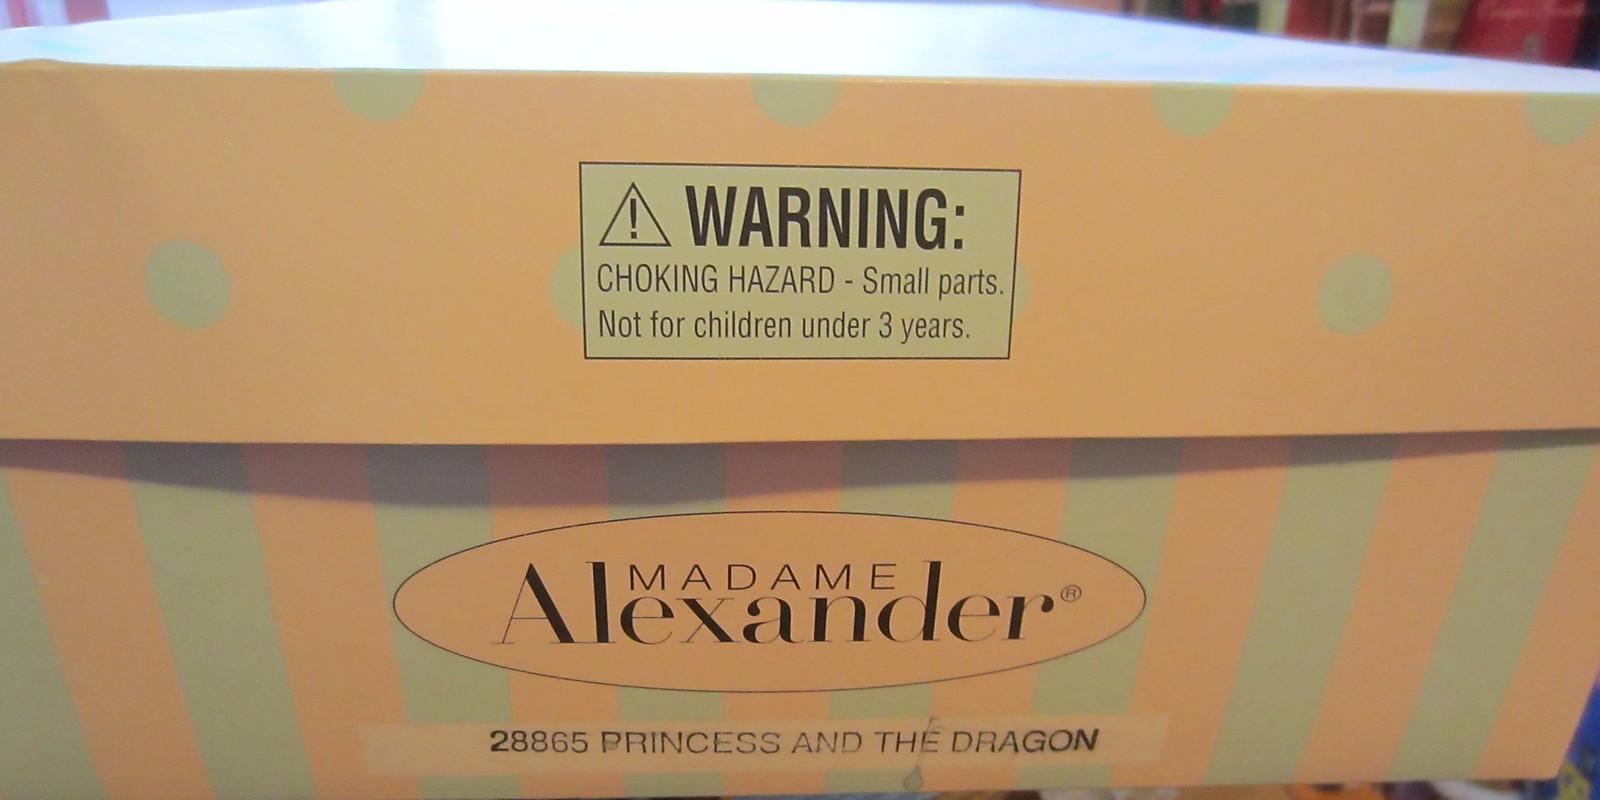 WARNING:
CHOKING HAZARD - Small parts.
Not for children under 3 years.
MADAME
Alexander®
28865 PRINCESS AND THE DRAGON